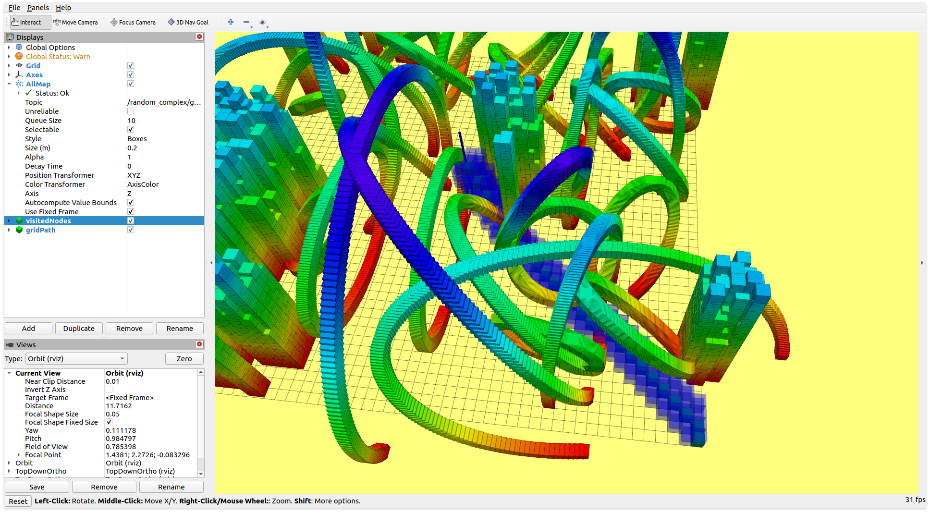 File Panels Help
Interact Move Camera Focus Camera 3D Nav Goal
Displays
Global Options
Global Status: Warn
Grid
Axes
AllMap
Status: Ok
Topic /random_complex/g...
Unreliable
Queue Size 10
Selectable
Style Boxes
Size (m) 0.2
Alpha 1
Decay Time 0
Position Transformer XYZ
Color Transformer AxisColor
Axis Z
Autocompute Value Bounds
Use Fixed Frame
visitedNodes
gridPath
Add Duplicate Remove Rename
Views
Type: Orbit (rviz) Zero
Current View Orbit (rviz)
Near Clip Distance 0.01
Invert Z Axis
Target Frame <Fixed Frame>
Distance 11.7162
Focal Shape Size 0.05
Focal Shape Fixed Size
Yaw 0.111178
Pitch 0.984797
Field of View 0.785398
Focal Point 1.4381; 2.2726; -0.083296
Orbit Orbit (rviz)
TopDownOrtho TopDownOrtho (rviz)
Save Remove Rename
Reset Left-Click: Rotate. Middle-Click: Move X/Y. Right-Click/Mouse Wheel:: Zoom. Shift: More options. 31 fps